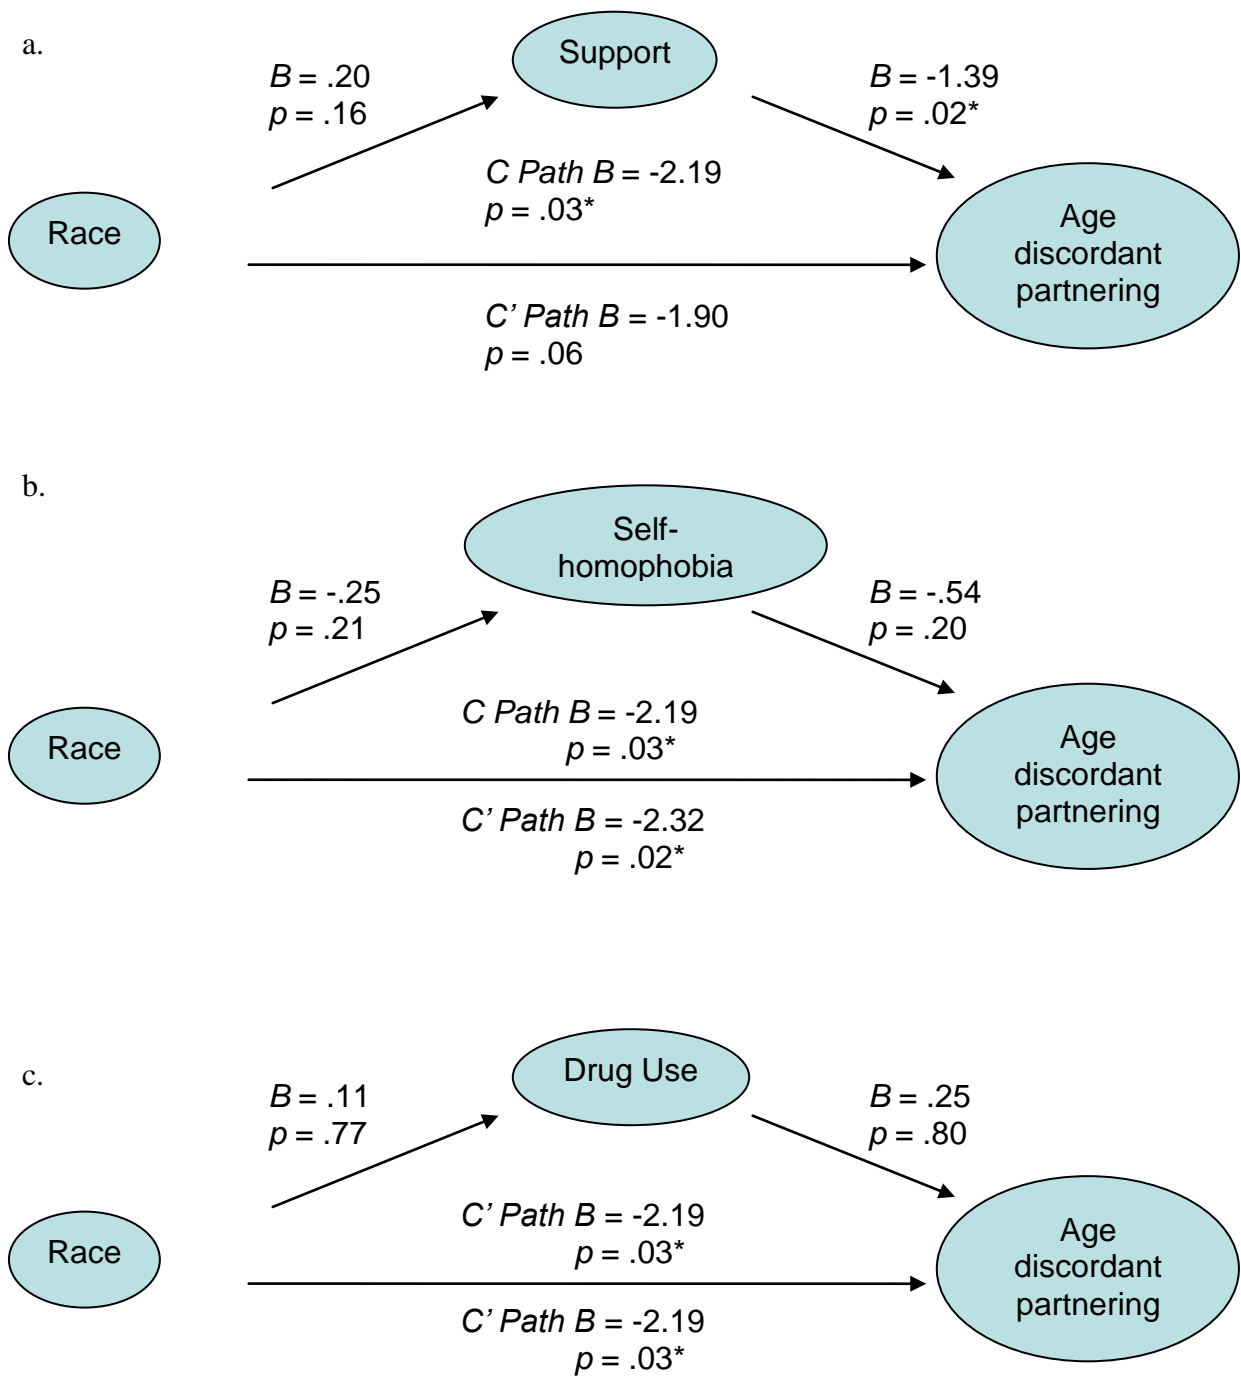 a.
Support
B = .20
p = .16
B = -1.39
p = .02*
C Path B = -2.19
p = .03*
Race
Age
discordant
partnering
C’ Path B = -1.90
p = .06
b.
Self-
homophobia
B = -.25
p = .21
B = -.54
p = .20
C Path B = -2.19
p = .03*
Race
Age
discordant
partnering
C’ Path B = -2.32
p = .02*
c.
Drug Use
B = .11
p = .77
B = .25
p = .80
C’ Path B = -2.19
p = .03*
Race
Age
discordant
partnering
C’ Path B = -2.19
p = .03*